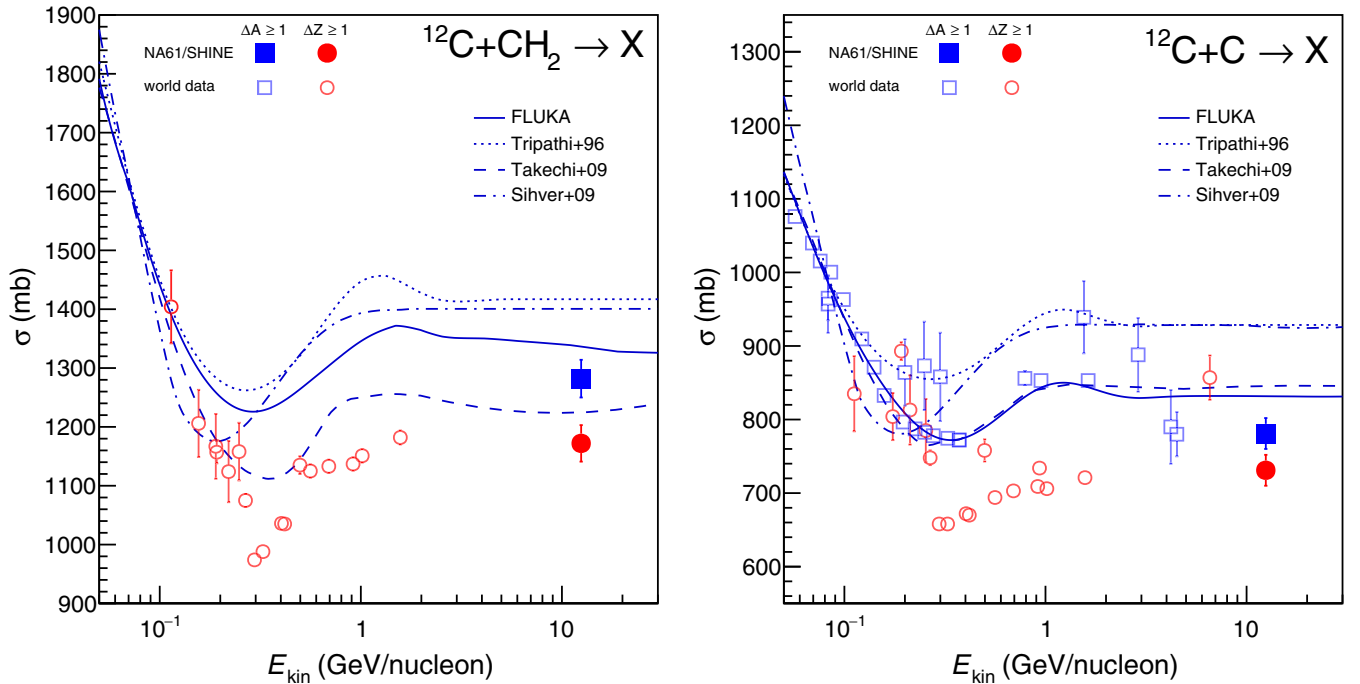 ΔA ≥ 1 ΔZ ≥ 1
NA61/SHINE
world data
¹²C+CH₂ → X
FLUKA
Tripathi+96
Takechi+09
Sihver+09
σ (mb)
1900
1800
1700
1600
1500
1400
1300
1200
1100
1000
900
10⁻¹ 1 10
E_kin (GeV/nucleon)
ΔA ≥ 1 ΔZ ≥ 1
NA61/SHINE
world data
¹²C+C → X
FLUKA
Tripathi+96
Takechi+09
Sihver+09
σ (mb)
1300
1200
1100
1000
900
800
700
600
10⁻¹ 1 10
E_kin (GeV/nucleon)